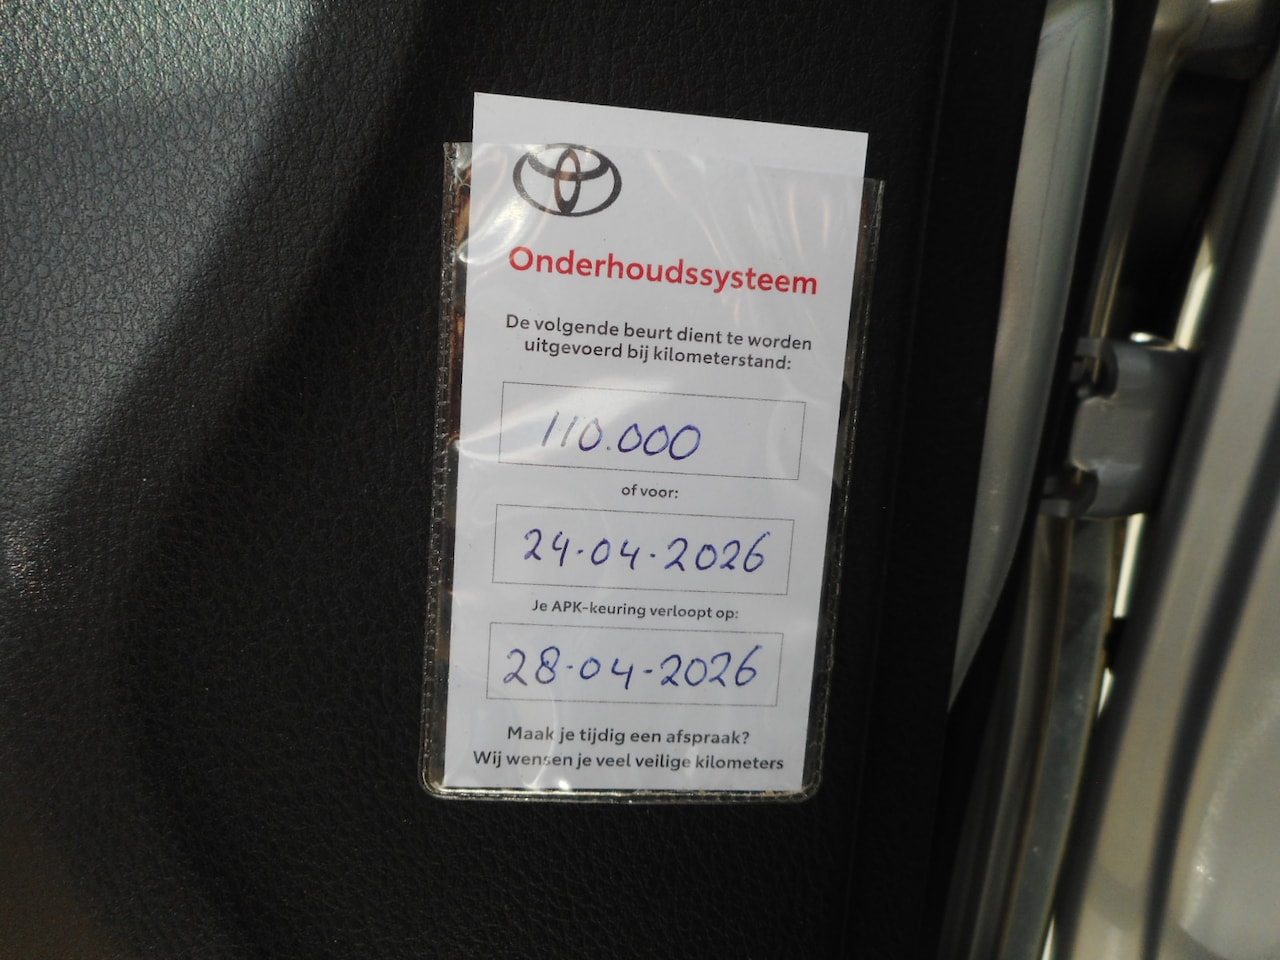 Onderhoudssysteem
De volgende beurt dient te worden
uitgevoerd bij kilometerstand:
110.000
of voor:
24-04-2026
Je APK-keuring verloopt op:
28-04-2026
Maak je tijdig een afspraak?
Wij wensen je veel veilige kilometers